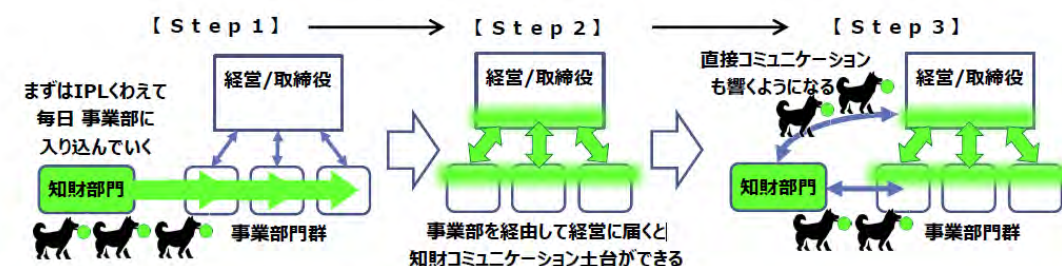 【 Ｓｔｅｐ１】
【 Ｓｔｅｐ２】
【 Ｓｔｅｐ３】
まずはIPLくわえて
毎日 事業部に
入り込んでいく
経営/取締役
知財部門
事業部門群
経営/取締役
事業部を経由して経営に届くと
知財コミュニケーション土台ができる
直接コミュニケーション
も響くようになる
経営/取締役
知財部門
事業部門群